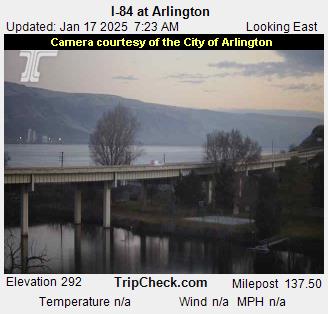 I-84 at Arlington
Updated: Jan 17 2025 7:23 AM Looking East
Camera courtesy of the City of Arlington
Elevation 292 TripCheck.com Milepost 137.50
Temperature n/a Wind n/a MPH n/a